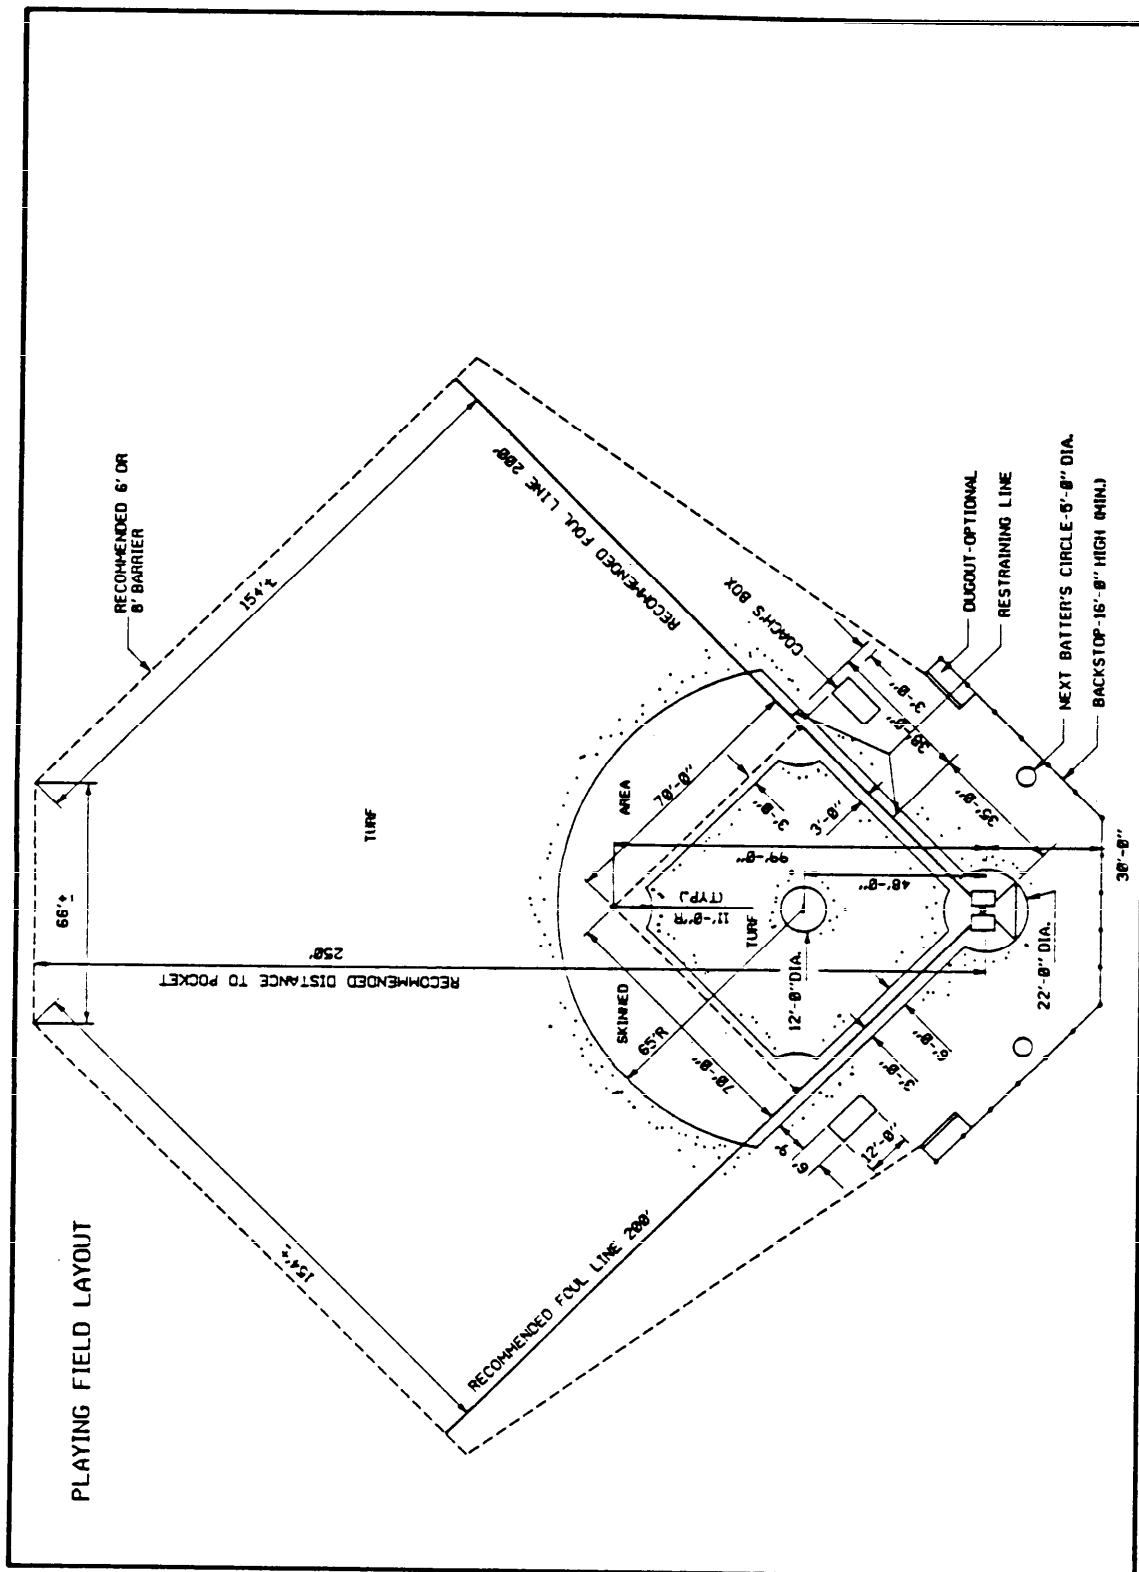 PLAYING FIELD LAYOUT
RECOMMENDED 6' OR
8' BARRIER
154'±
66'±
154'±
TURF
250'
RECOMMENDED DISTANCE TO POCKET
RECOMMENDED FOUL LINE 200'
RECOMMENDED FOUL LINE 200'
COACH'S BOX
SKINNED
AREA
70'-0"
70'-0"
65'R
11'-0"R
(TYP.)
TURF
12'-0"DIA.
3'-0"
3'-0"
99'-0"
48'-0"
3'-0"
35'-0"
6'-0"
3'-0"
12'-0"
22'-0" DIA.
30'-0"
DUGOUT-OPTIONAL
RESTRAINING LINE
NEXT BATTER'S CIRCLE-5'-0" DIA.
BACKSTOP-16'-0" HIGH (MIN.)